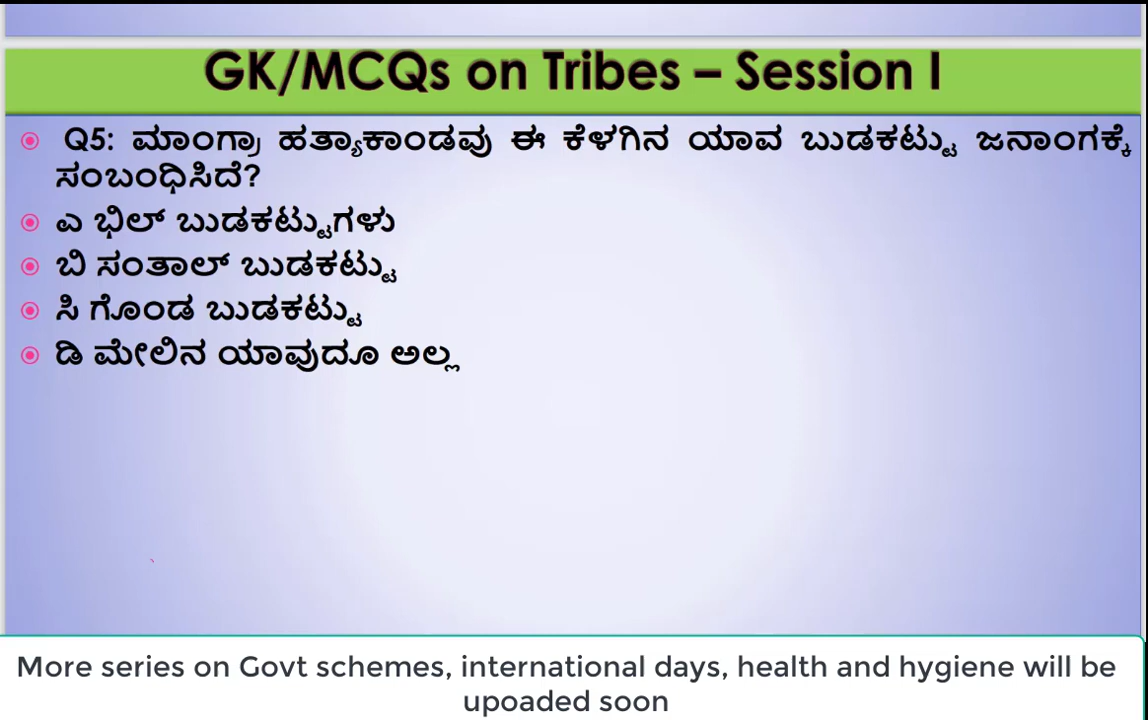 GK/MCQs on Tribes – Session I
Q5: ಮಾಂಗ್ರಾ ಹತ್ಯಾಕಾಂಡವು ಈ ಕೆಳಗಿನ ಯಾವ ಬುಡಕಟ್ಟು ಜನಾಂಗಕ್ಕೆ
ಸಂಬಂಧಿಸಿದೆ?
ಎ ಭಿಲ್ ಬುಡಕಟ್ಟುಗಳು
ಬಿ ಸಂತಾಲ್ ಬುಡಕಟ್ಟು
ಸಿ ಗೊಂಡ ಬುಡಕಟ್ಟು
ಡಿ ಮೇಲಿನ ಯಾವುದೂ ಅಲ್ಲ
More series on Govt schemes, international days, health and hygiene will be
upoaded soon